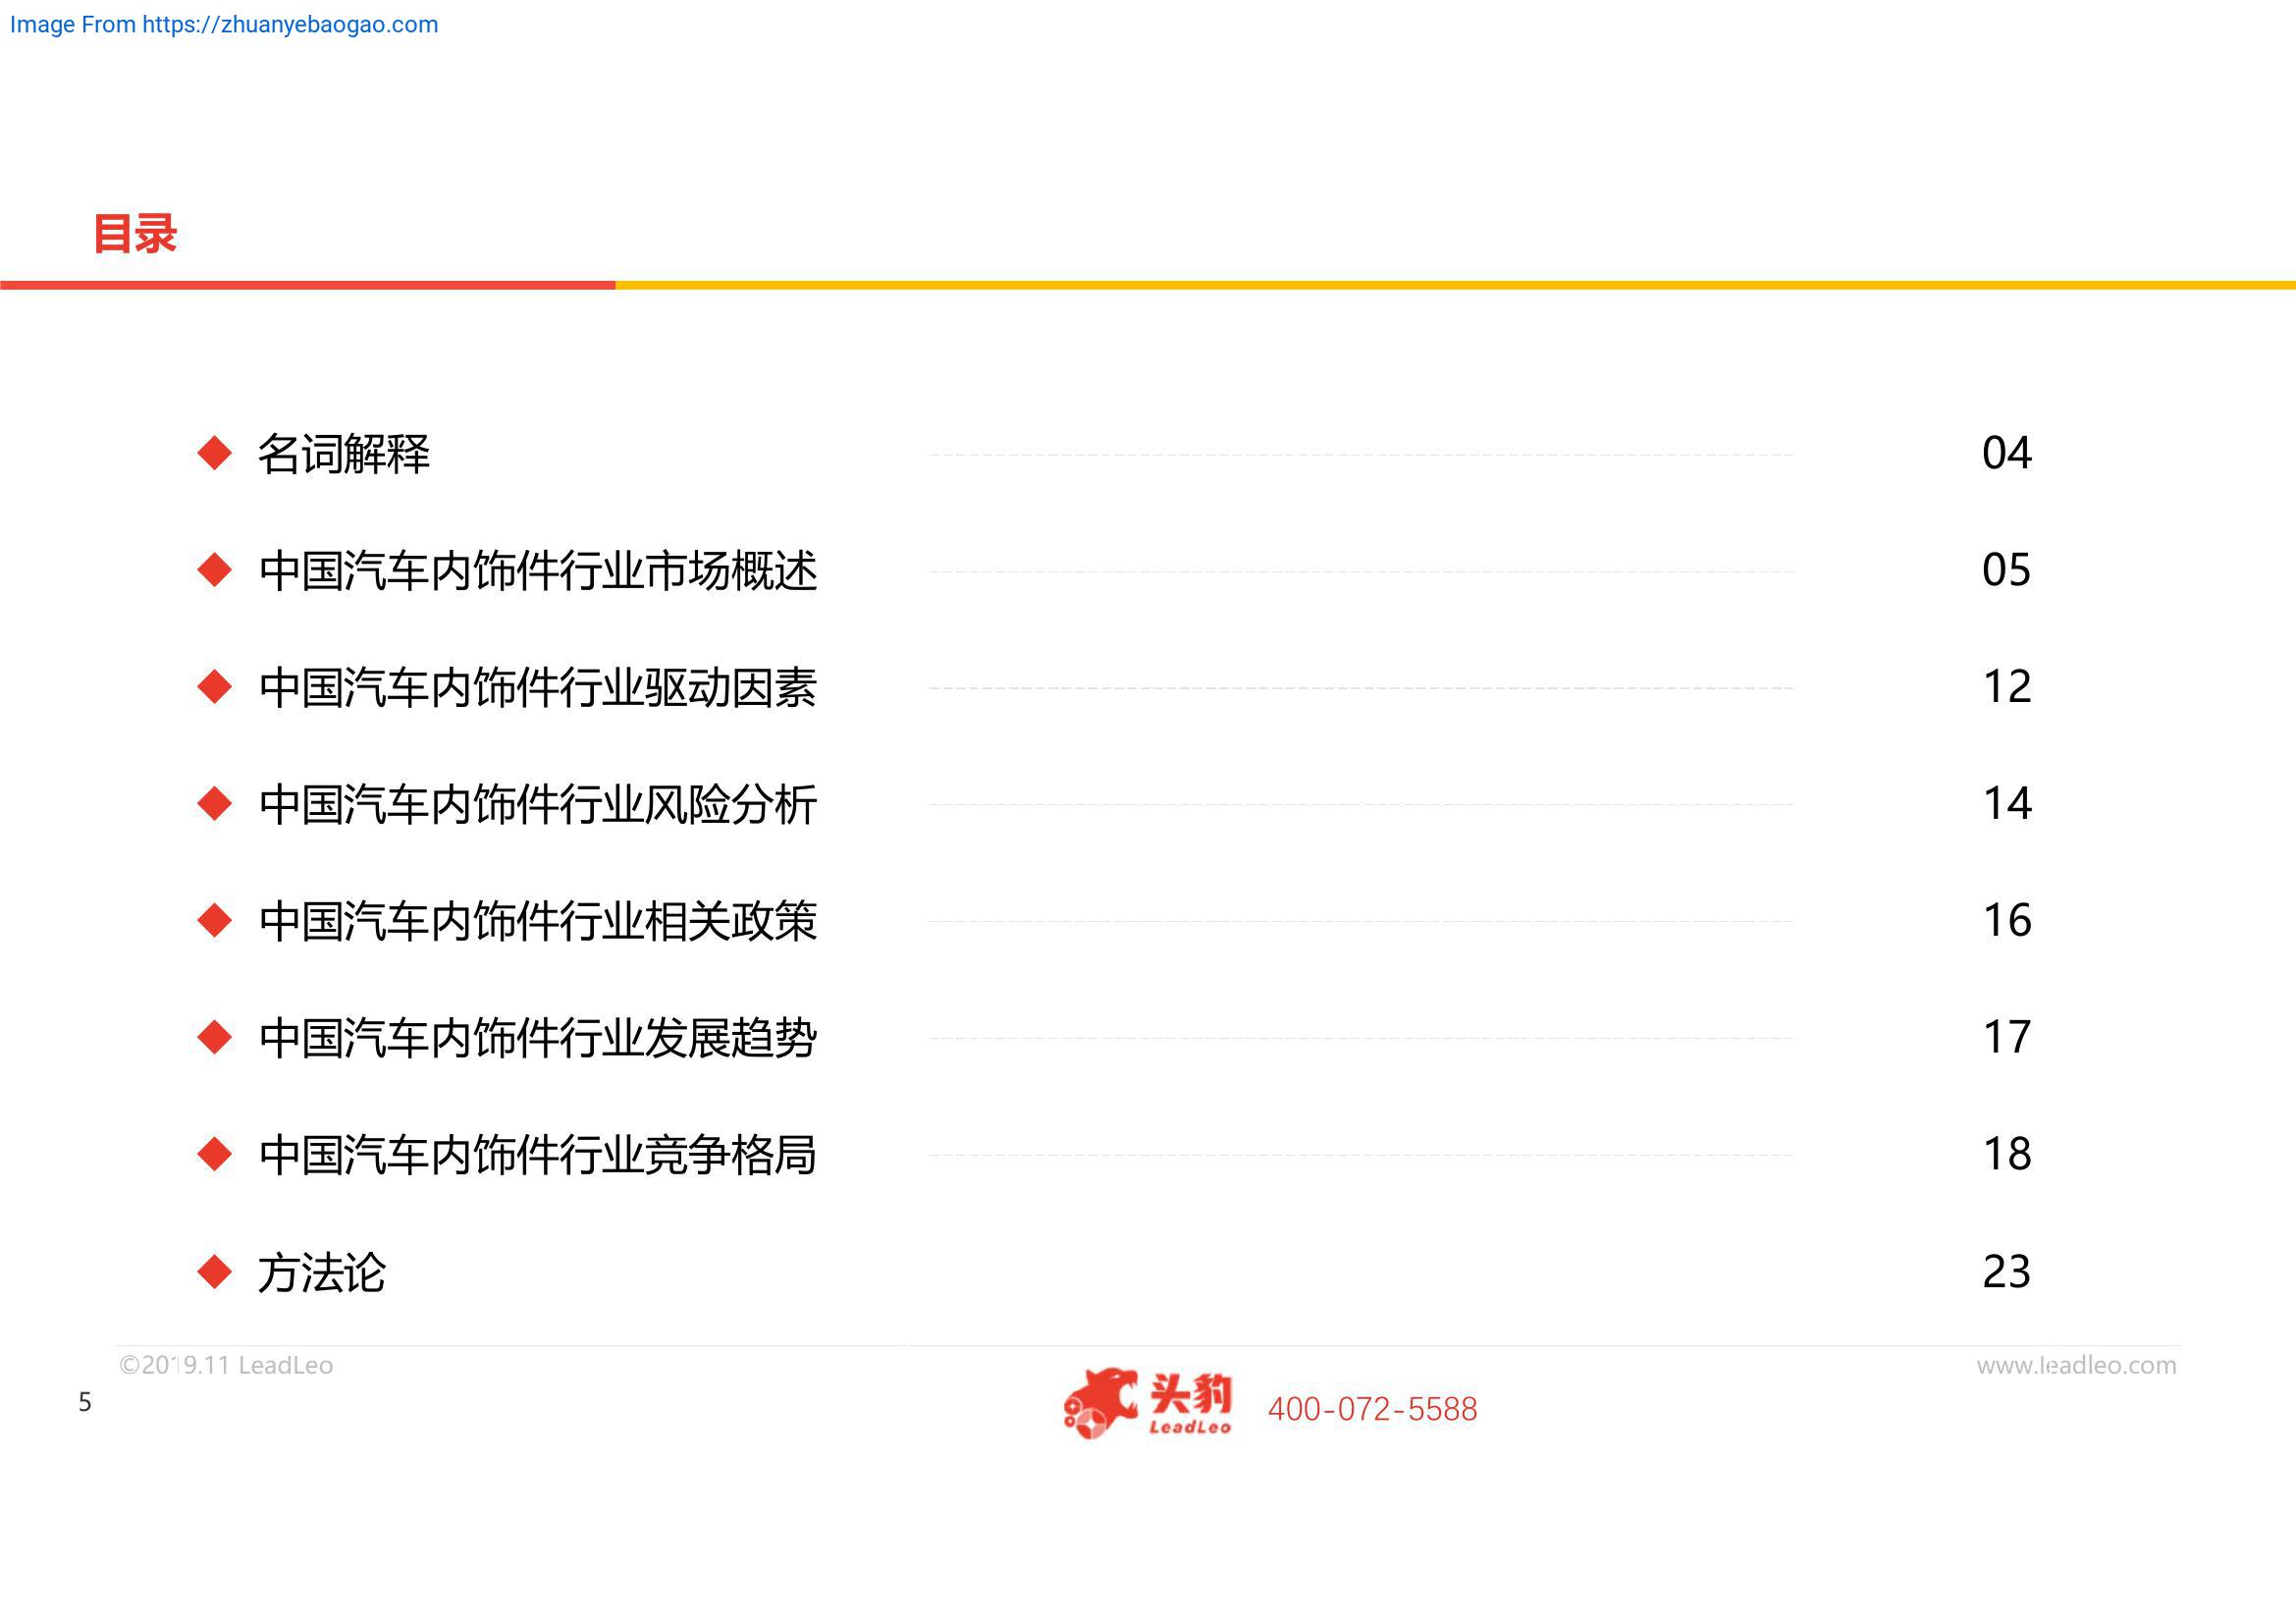 Image From https://zhuanyebaogao.com
目录
名词解释 04
中国汽车内饰件行业市场概述 05
中国汽车内饰件行业驱动因素 12
中国汽车内饰件行业风险分析 14
中国汽车内饰件行业相关政策 16
中国汽车内饰件行业发展趋势 17
中国汽车内饰件行业竞争格局 18
方法论 23
©2019.11 LeadLeo www.leadleo.com
5
头豹
LeadLeo
400-072-5588